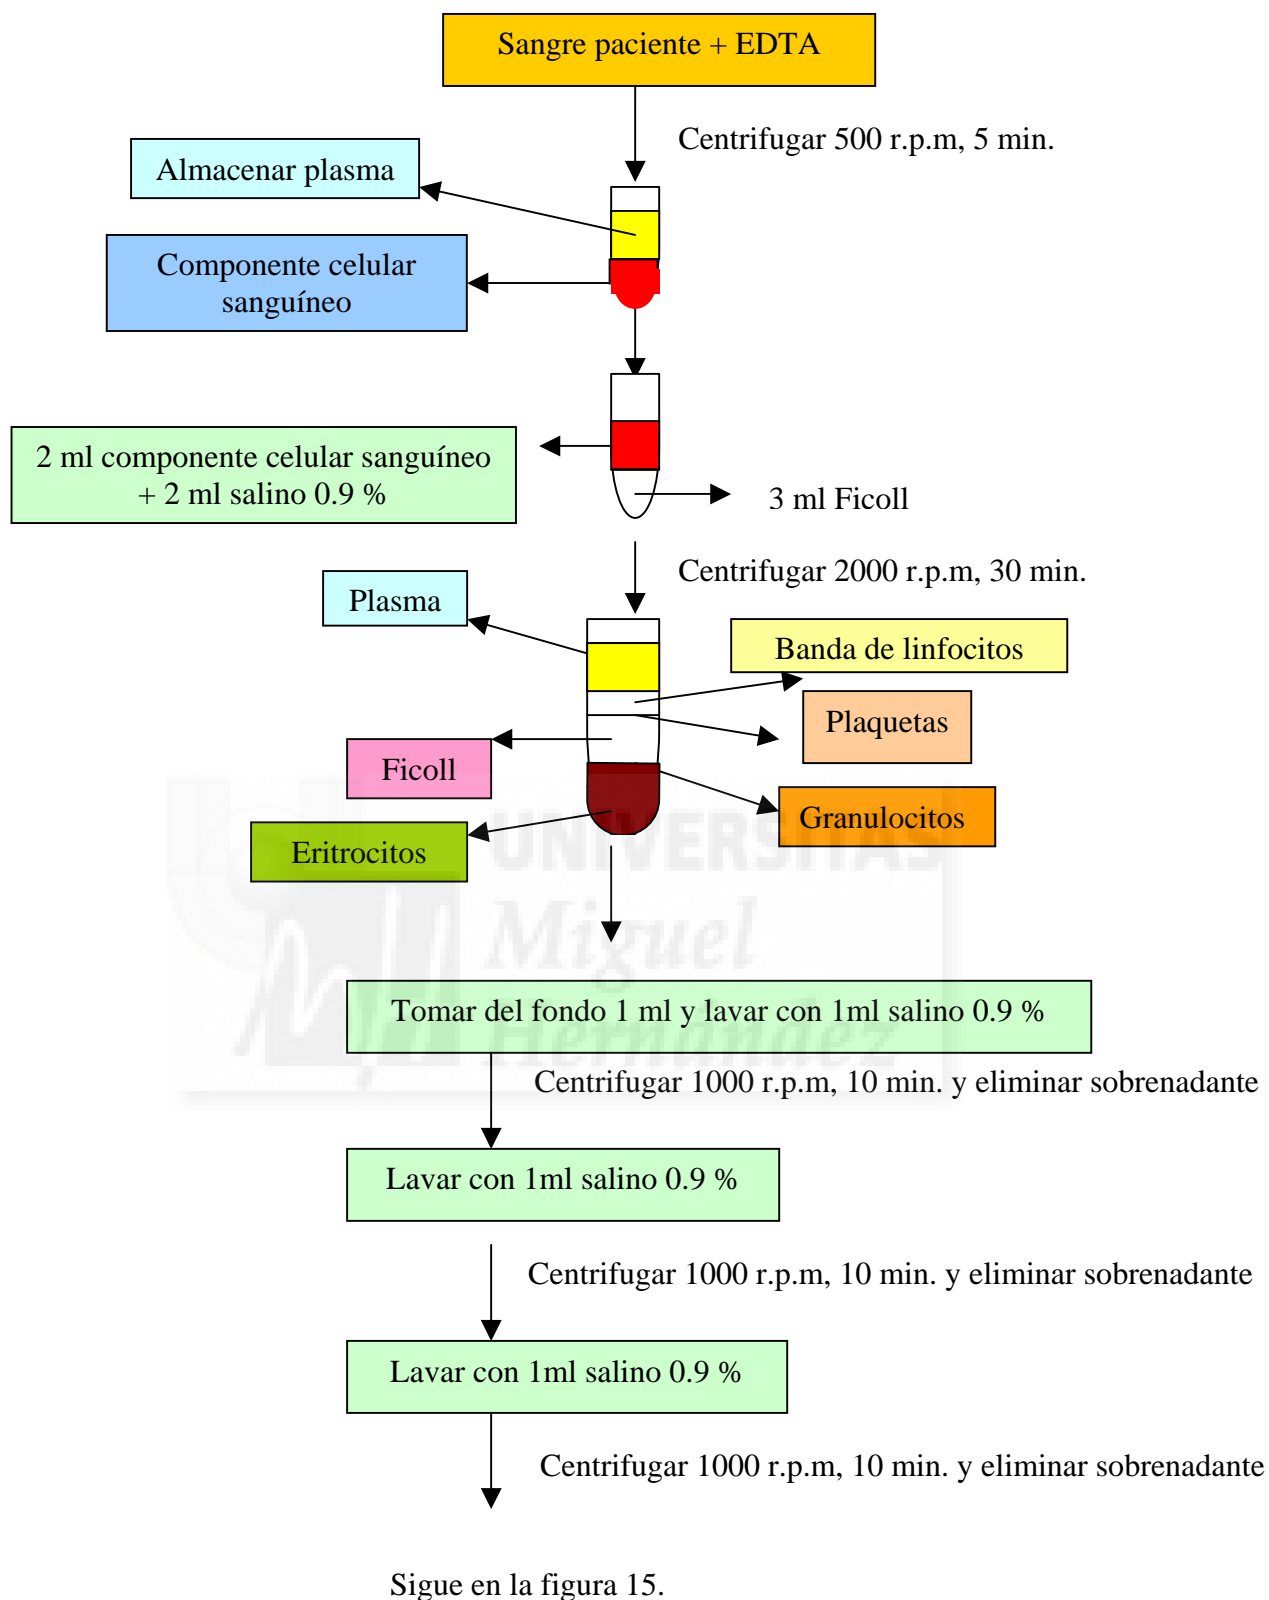 Sangre paciente + EDTA
Centrifugar 500 r.p.m, 5 min.
Almacenar plasma
Componente celular
sanguíneo
2 ml componente celular sanguíneo
+ 2 ml salino 0.9 %
3 ml Ficoll
Centrifugar 2000 r.p.m, 30 min.
Plasma
Banda de linfocitos
Plaquetas
Ficoll
Granulocitos
Eritrocitos
UNIVERSITAS
Miguel
Hernández
Tomar del fondo 1 ml y lavar con 1ml salino 0.9 %
Centrifugar 1000 r.p.m, 10 min. y eliminar sobrenadante
Lavar con 1ml salino 0.9 %
Centrifugar 1000 r.p.m, 10 min. y eliminar sobrenadante
Lavar con 1ml salino 0.9 %
Centrifugar 1000 r.p.m, 10 min. y eliminar sobrenadante
Sigue en la figura 15.